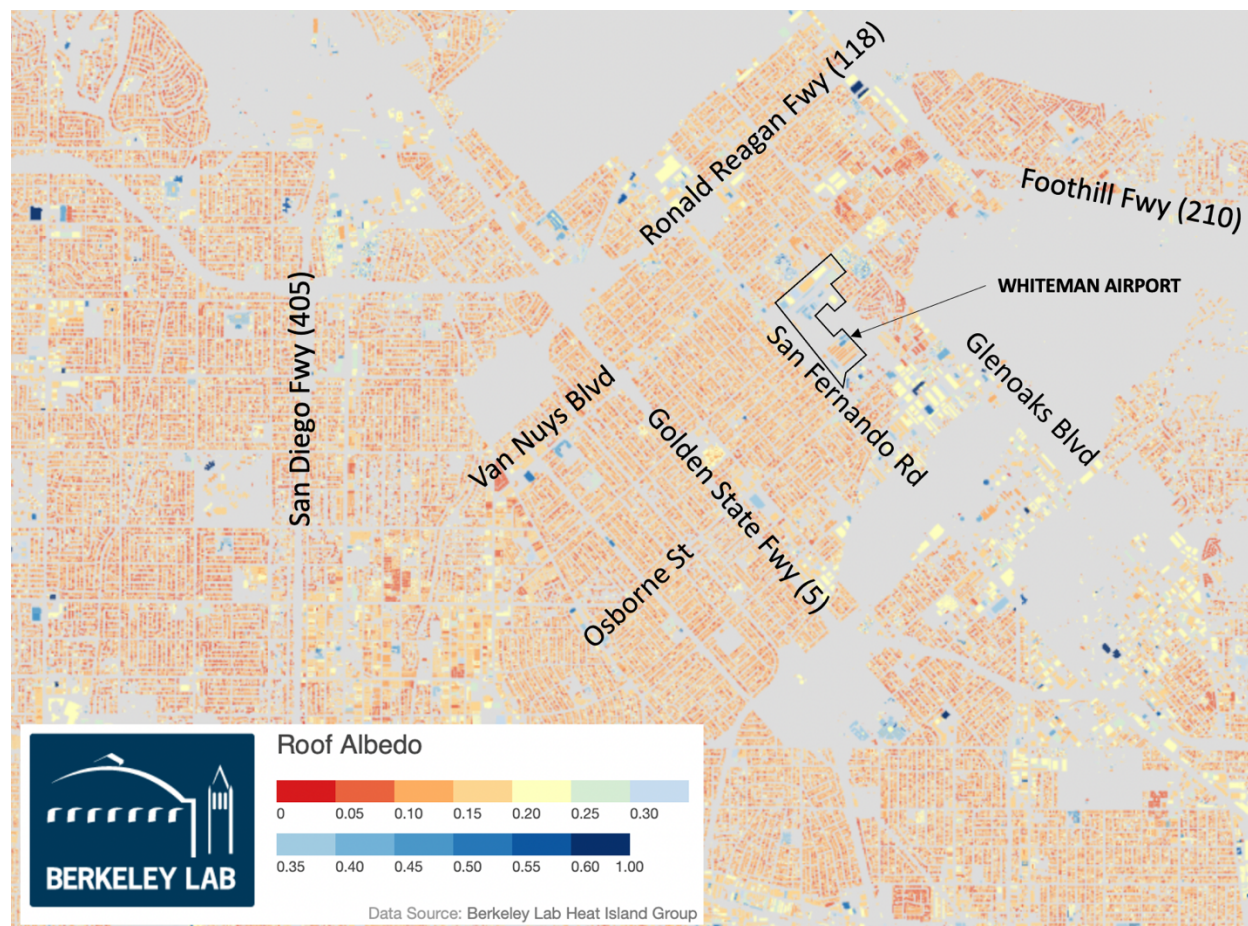 Ronald Reagan Fwy (118)
Foothill Fwy (210)
WHITEMAN AIRPORT
San Diego Fwy (405)
San Fernando Rd
Glenoaks Blvd
Van Nuys Blvd
Golden State Fwy (5)
Osborne St
Roof Albedo
0 0.05 0.10 0.15 0.20 0.25 0.30
0.35 0.40 0.45 0.50 0.55 0.60 1.00
BERKELEY LAB
Data Source: Berkeley Lab Heat Island Group